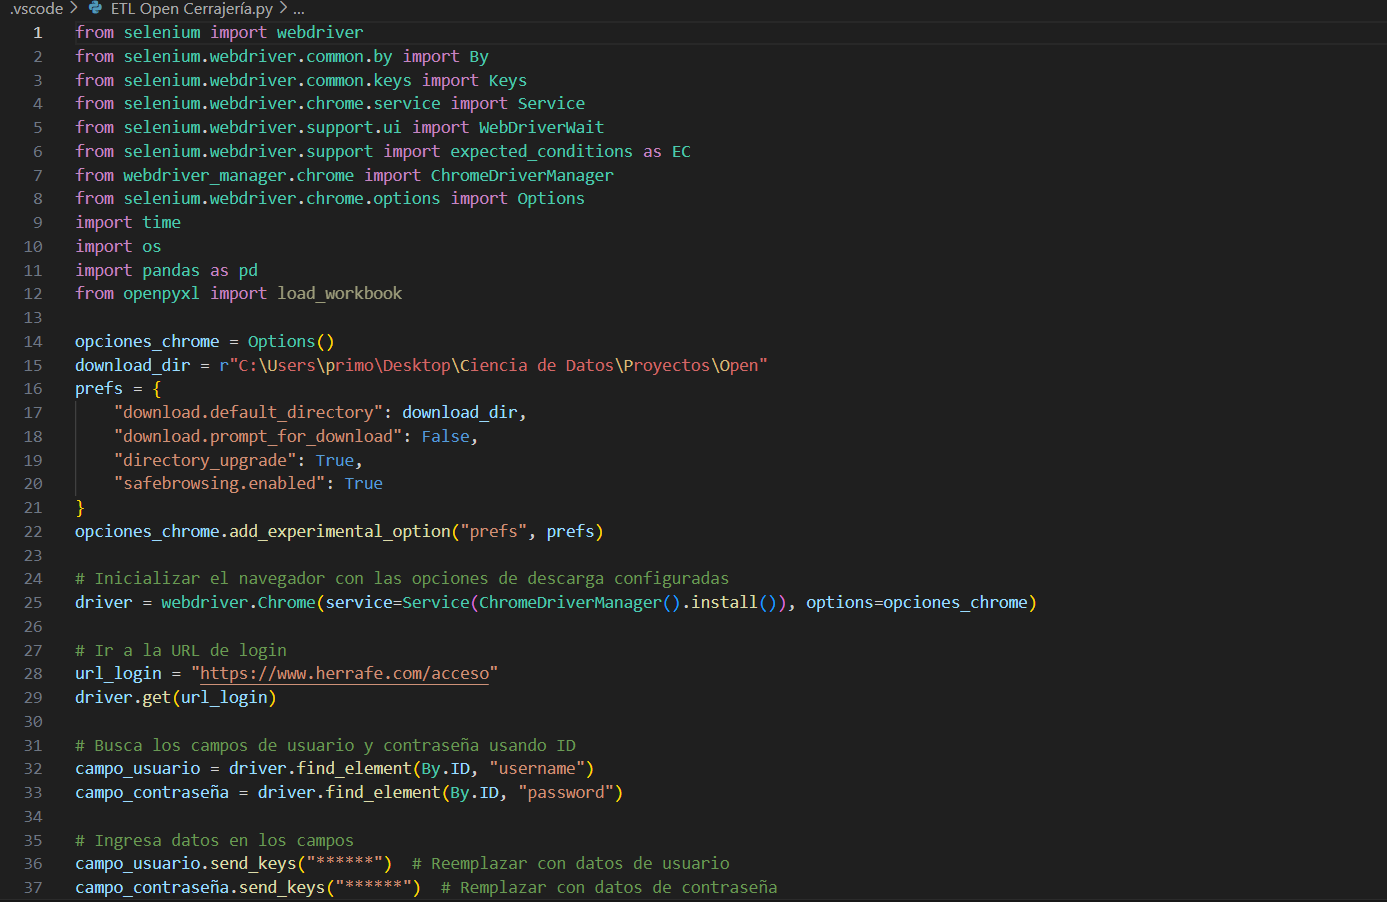 .vscode > ETL Open Cerrajería.py > ...
1 from selenium import webdriver
2 from selenium.webdriver.common.by import By
3 from selenium.webdriver.common.keys import Keys
4 from selenium.webdriver.chrome.service import Service
5 from selenium.webdriver.support.ui import WebDriverWait
6 from selenium.webdriver.support import expected_conditions as EC
7 from webdriver_manager.chrome import ChromeDriverManager
8 from selenium.webdriver.chrome.options import Options
9 import time
10 import os
11 import pandas as pd
12 from openpyxl import load_workbook
13
14 opciones_chrome = Options()
15 download_dir = r"C:\Users\primo\Desktop\Ciencia de Datos\Proyectos\Open"
16 prefs = {
17     "download.default_directory": download_dir,
18     "download.prompt_for_download": False,
19     "directory_upgrade": True,
20     "safebrowsing.enabled": True
21 }
22 opciones_chrome.add_experimental_option("prefs", prefs)
23
24 # Inicializar el navegador con las opciones de descarga configuradas
25 driver = webdriver.Chrome(service=Service(ChromeDriverManager().install()), options=opciones_chrome)
26
27 # Ir a la URL de login
28 url_login = "https://www.herrafe.com/acceso"
29 driver.get(url_login)
30
31 # Busca los campos de usuario y contraseña usando ID
32 campo_usuario = driver.find_element(By.ID, "username")
33 campo_contraseña = driver.find_element(By.ID, "password")
34
35 # Ingresa datos en los campos
36 campo_usuario.send_keys("******")  # Reemplazar con datos de usuario
37 campo_contraseña.send_keys("******")  # Remplazar con datos de contraseña